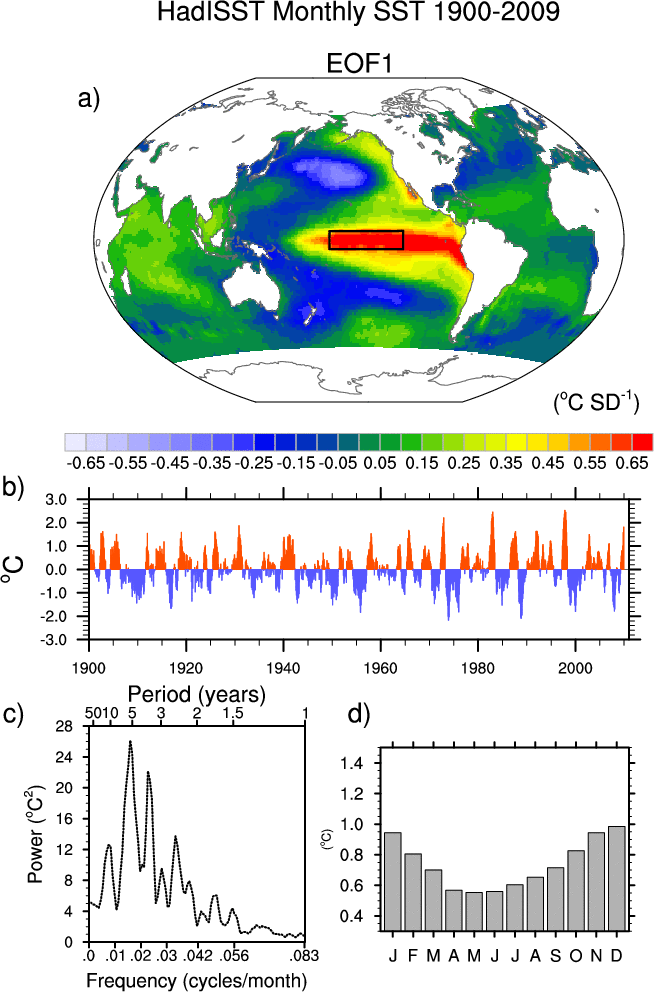 HadISST Monthly SST 1900-2009
EOF1
a)
(°C SD⁻¹)
-0.65 -0.55 -0.45 -0.35 -0.25 -0.15 -0.05 0.05 0.15 0.25 0.35 0.45 0.55 0.65
b)
3.0
2.0
1.0
0.0
-1.0
-2.0
-3.0
°C
1900 1920 1940 1960 1980 2000
Period (years)
c)
50 10 5 3 2 1.5 1
28
24
20
16
12
8
4
0
Power (°C²)
.0 .01 .02 .03 .042 .056 .083
Frequency (cycles/month)
d)
1.4
1.2
1.0
0.8
0.6
0.4
(°C)
J F M A M J J A S O N D